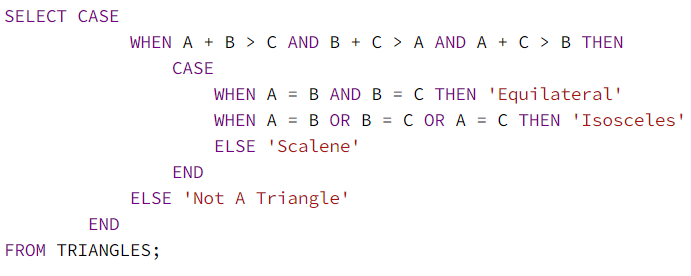 SELECT CASE
WHEN A + B > C AND B + C > A AND A + C > B THEN
CASE
WHEN A = B AND B = C THEN 'Equilateral'
WHEN A = B OR B = C OR A = C THEN 'Isosceles'
ELSE 'Scalene'
END
ELSE 'Not A Triangle'
END
FROM TRIANGLES;